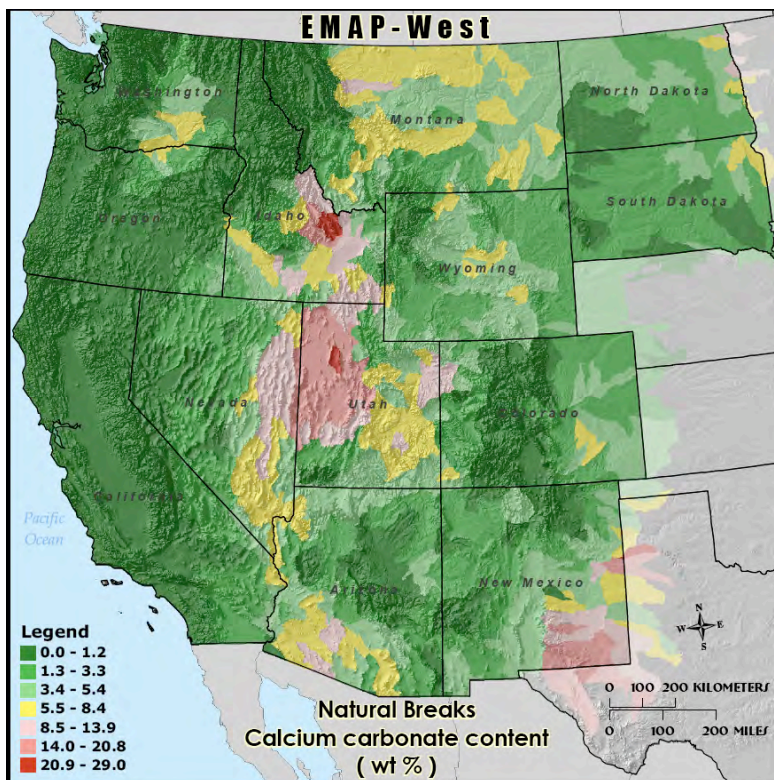 EMAP-West
Washington
Montana
North Dakota
Oregon
Idaho
South Dakota
Wyoming
Nevada
Utah
Colorado
California
Pacific
Ocean
Arizona
New Mexico
Legend
0.0 - 1.2
1.3 - 3.3
3.4 - 5.4
5.5 - 8.4
8.5 - 13.9
14.0 - 20.8
20.9 - 29.0
Natural Breaks
Calcium carbonate content
( wt % )
N
W E
S
0 100 200 KILOMETERS
0 100 200 MILES